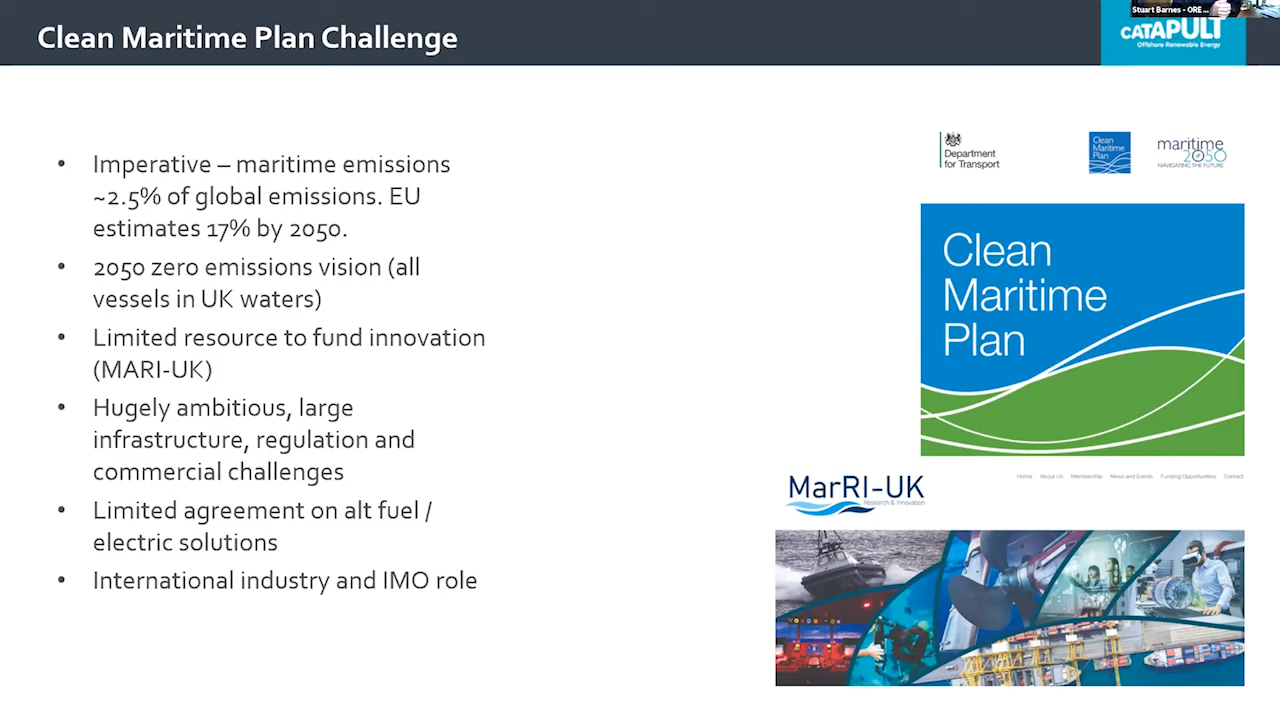 Clean Maritime Plan Challenge
Stuart Barnes - ORE ...
CATAPULT
Offshore Renewable Energy
• Imperative – maritime emissions
~2.5% of global emissions. EU
estimates 17% by 2050.
• 2050 zero emissions vision (all
vessels in UK waters)
• Limited resource to fund innovation
(MARI-UK)
• Hugely ambitious, large
infrastructure, regulation and
commercial challenges
• Limited agreement on alt fuel /
electric solutions
• International industry and IMO role
Department
for Transport
Clean
Maritime
Plan
maritime
2050
NAVIGATING THE FUTURE
Clean
Maritime
Plan
MarRI-UK
Research & Innovation
Home About Us Membership News and Events Funding Opportunities Contact